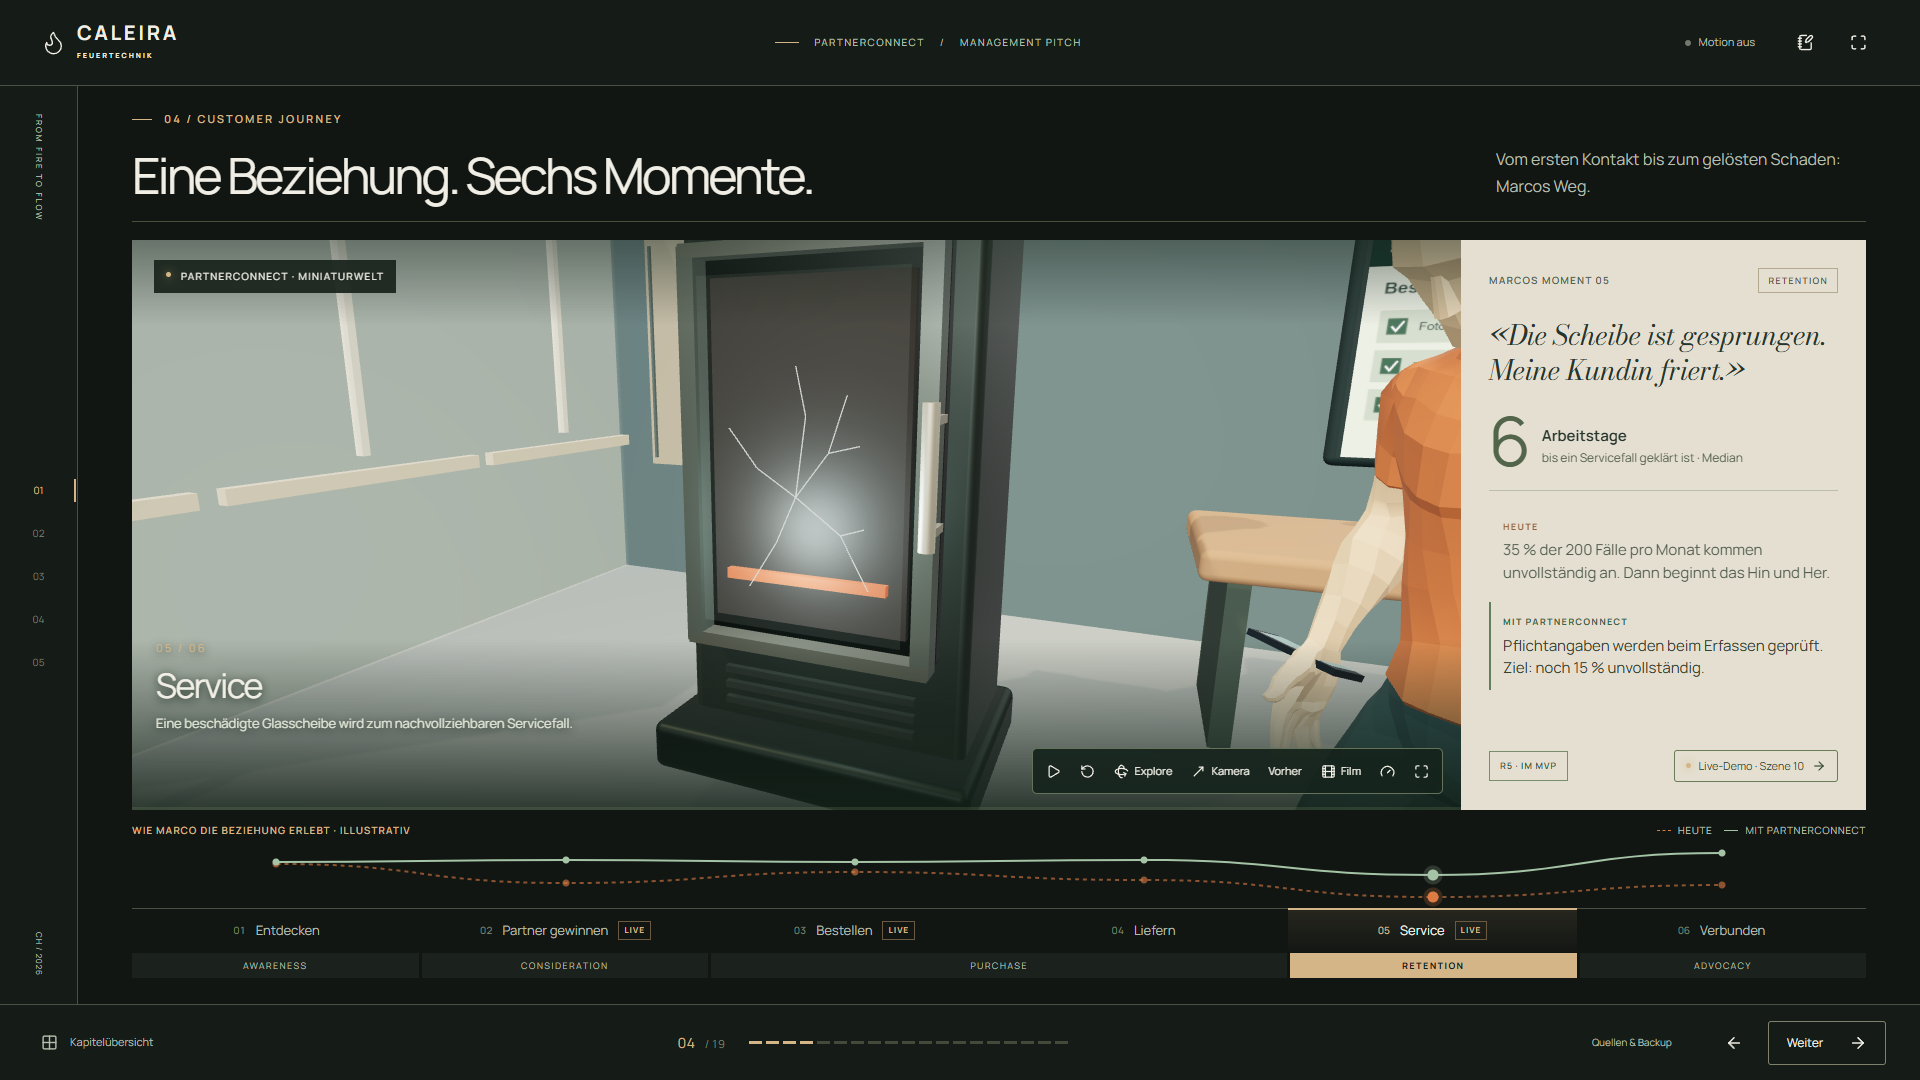 CALEIRA
FEUERTECHNIK
PARTNERCONNECT / MANAGEMENT PITCH
Motion aus
FROM FIRE TO FLOW
01
02
03
04
05
CH / 2026
04 / CUSTOMER JOURNEY
Eine Beziehung. Sechs Momente.
Vom ersten Kontakt bis zum gelösten Schaden:
Marcos Weg.
PARTNERCONNECT · MINIATURWELT
05 / 06
Service
Eine beschädigte Glasscheibe wird zum nachvollziehbaren Servicefall.
Explore
Kamera
Vorher
Film
MARCOS MOMENT 05
RETENTION
«Die Scheibe ist gesprungen.
Meine Kundin friert.»
6
Arbeitstage
bis ein Servicefall geklärt ist · Median
HEUTE
35 % der 200 Fälle pro Monat kommen
unvollständig an. Dann beginnt das Hin und Her.
MIT PARTNERCONNECT
Pflichtangaben werden beim Erfassen geprüft.
Ziel: noch 15 % unvollständig.
R5 · IM MVP
Live-Demo · Szene 10
WIE MARCO DIE BEZIEHUNG ERLEBT · ILLUSTRATIV
HEUTE
MIT PARTNERCONNECT
01 Entdecken
02 Partner gewinnen LIVE
03 Bestellen LIVE
04 Liefern
05 Service LIVE
06 Verbunden
AWARENESS
CONSIDERATION
PURCHASE
RETENTION
ADVOCACY
Kapitelübersicht
04 / 19
Quellen & Backup
Weiter